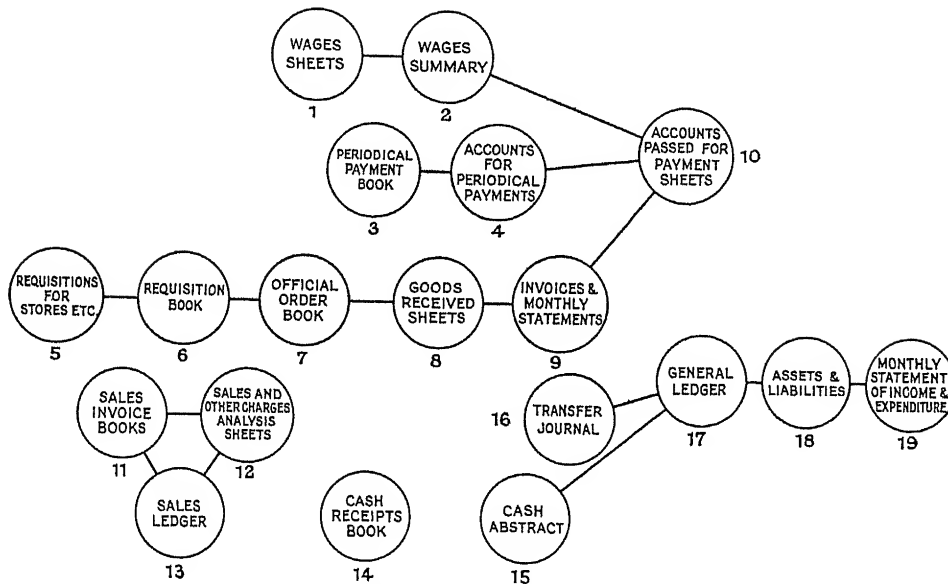 WAGES
SHEETS
1
WAGES
SUMMARY
2
PERIODICAL
PAYMENT
BOOK
3
ACCOUNTS
FOR
PERIODICAL
PAYMENTS
4
ACCOUNTS
PASSED FOR
PAYMENT
SHEETS
10
REQUISITIONS
FOR
STORES ETC.
5
REQUISITION
BOOK
6
OFFICIAL
ORDER
BOOK
7
GOODS
RECEIVED
SHEETS
8
INVOICES &
MONTHLY
STATEMENTS
9
SALES
INVOICE
BOOKS
11
SALES AND
OTHER CHARGES
ANALYSIS
SHEETS
12
SALES
LEDGER
13
CASH
RECEIPTS
BOOK
14
CASH
ABSTRACT
15
16
TRANSFER
JOURNAL
GENERAL
LEDGER
17
ASSETS &
LIABILITIES
18
MONTHLY
STATEMENT
OF INCOME &
EXPENDITURE
19